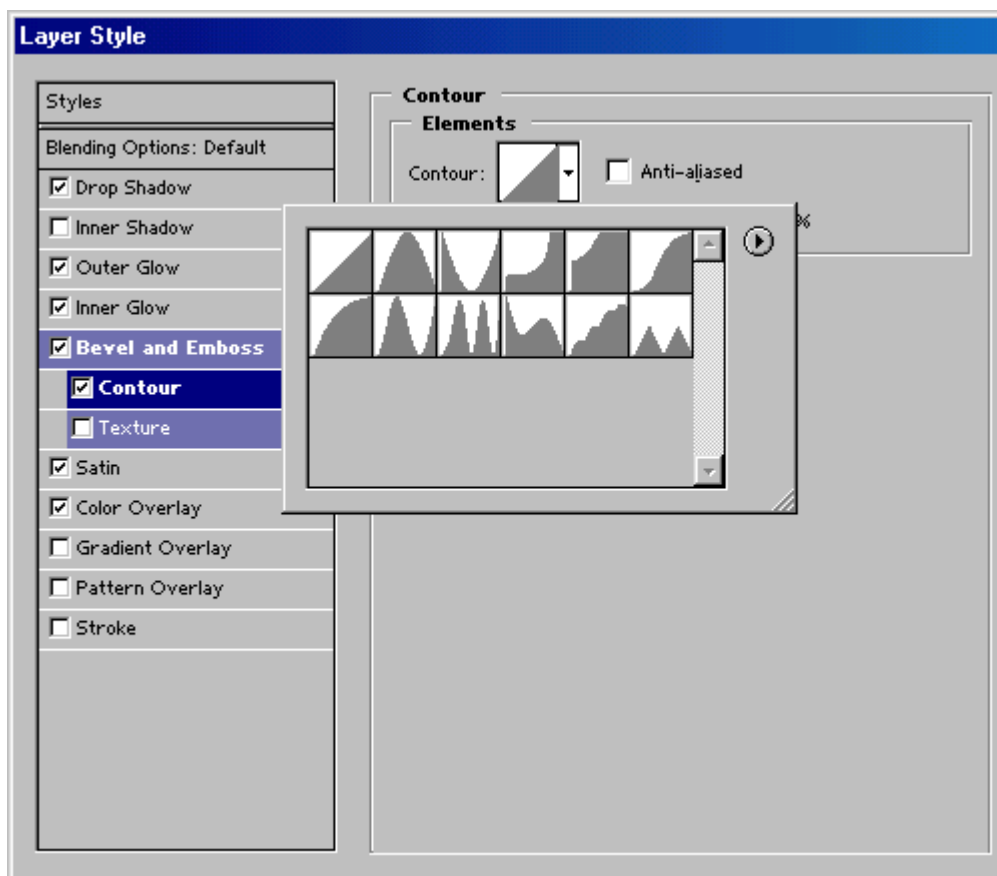 Layer Style
Styles
Blending Options: Default
Drop Shadow
Inner Shadow
Outer Glow
Inner Glow
Bevel and Emboss
Contour
Texture
Satin
Color Overlay
Gradient Overlay
Pattern Overlay
Stroke
Contour
Elements
Contour:
Anti-aliased
%